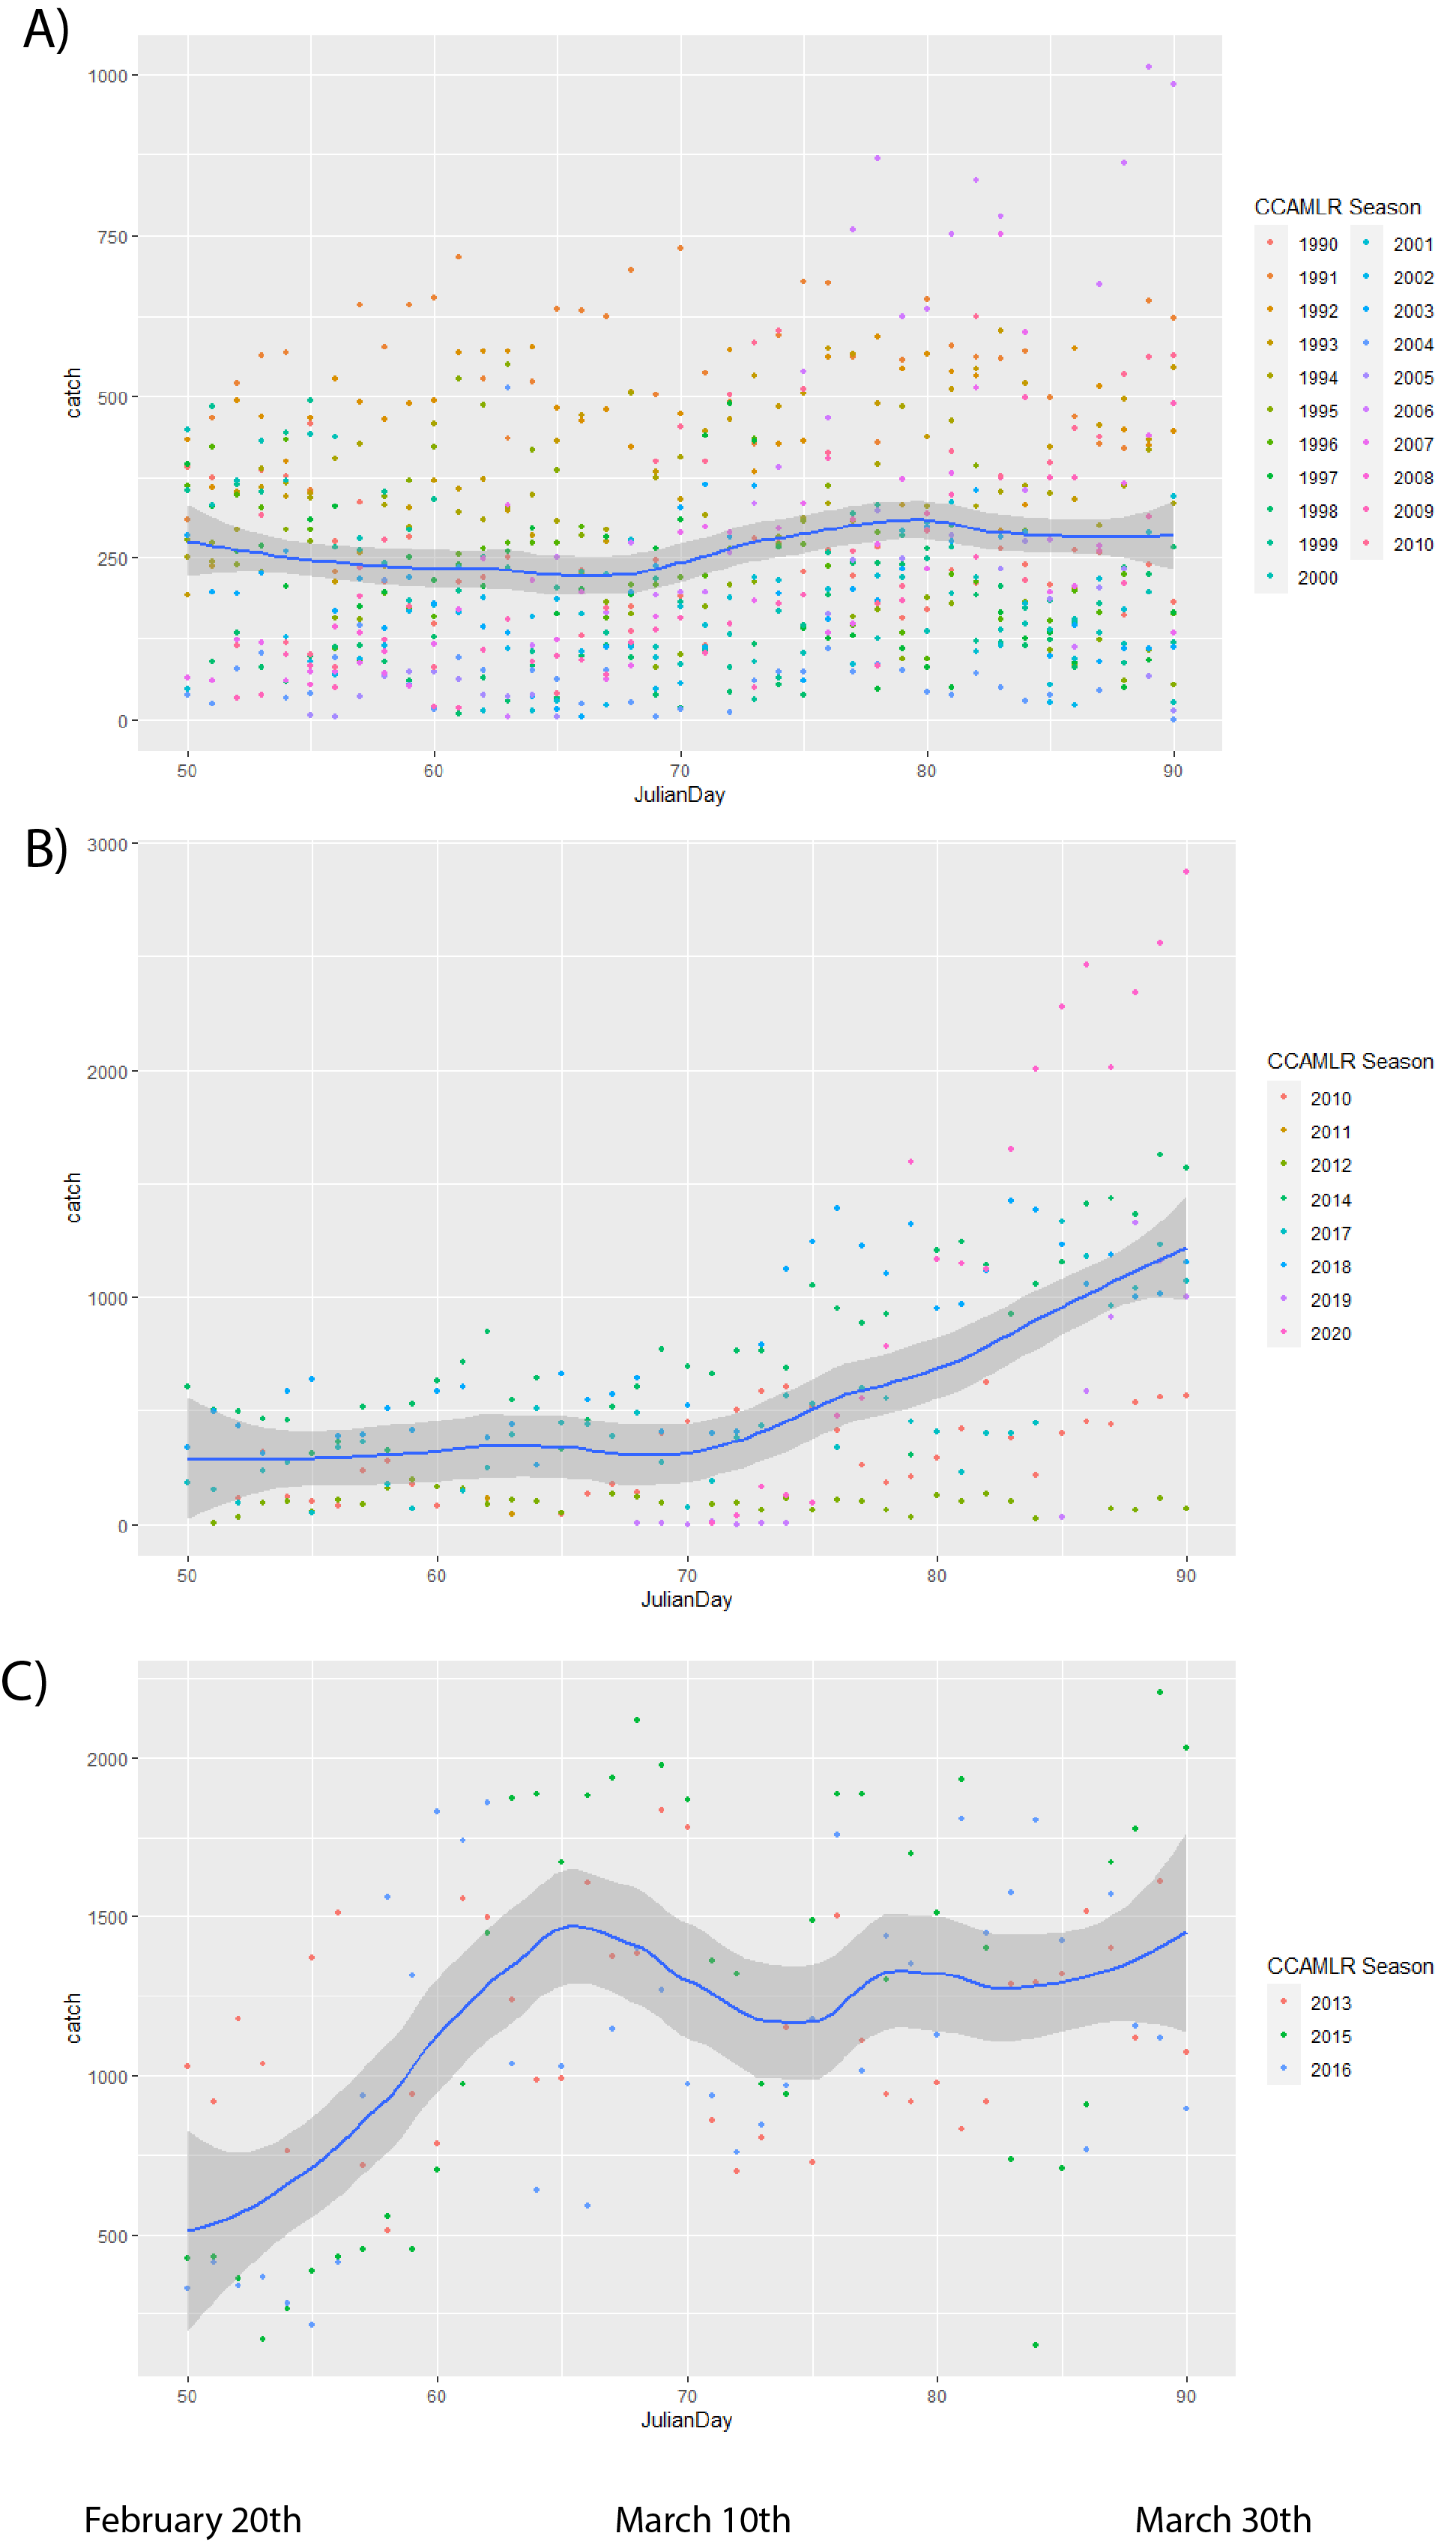 A)
1000
750
500
250
0
catch
50 60 70 80 90
JulianDay
CCAMLR Season
1990 2001
1991 2002
1992 2003
1993 2004
1994 2005
1995 2006
1996 2007
1997 2008
1998 2009
1999 2010
2000
B)
3000
2000
1000
0
catch
50 60 70 80 90
JulianDay
CCAMLR Season
2010
2011
2012
2014
2017
2018
2019
2020
C)
2000
1500
1000
500
catch
50 60 70 80 90
JulianDay
CCAMLR Season
2013
2015
2016
February 20th March 10th March 30th